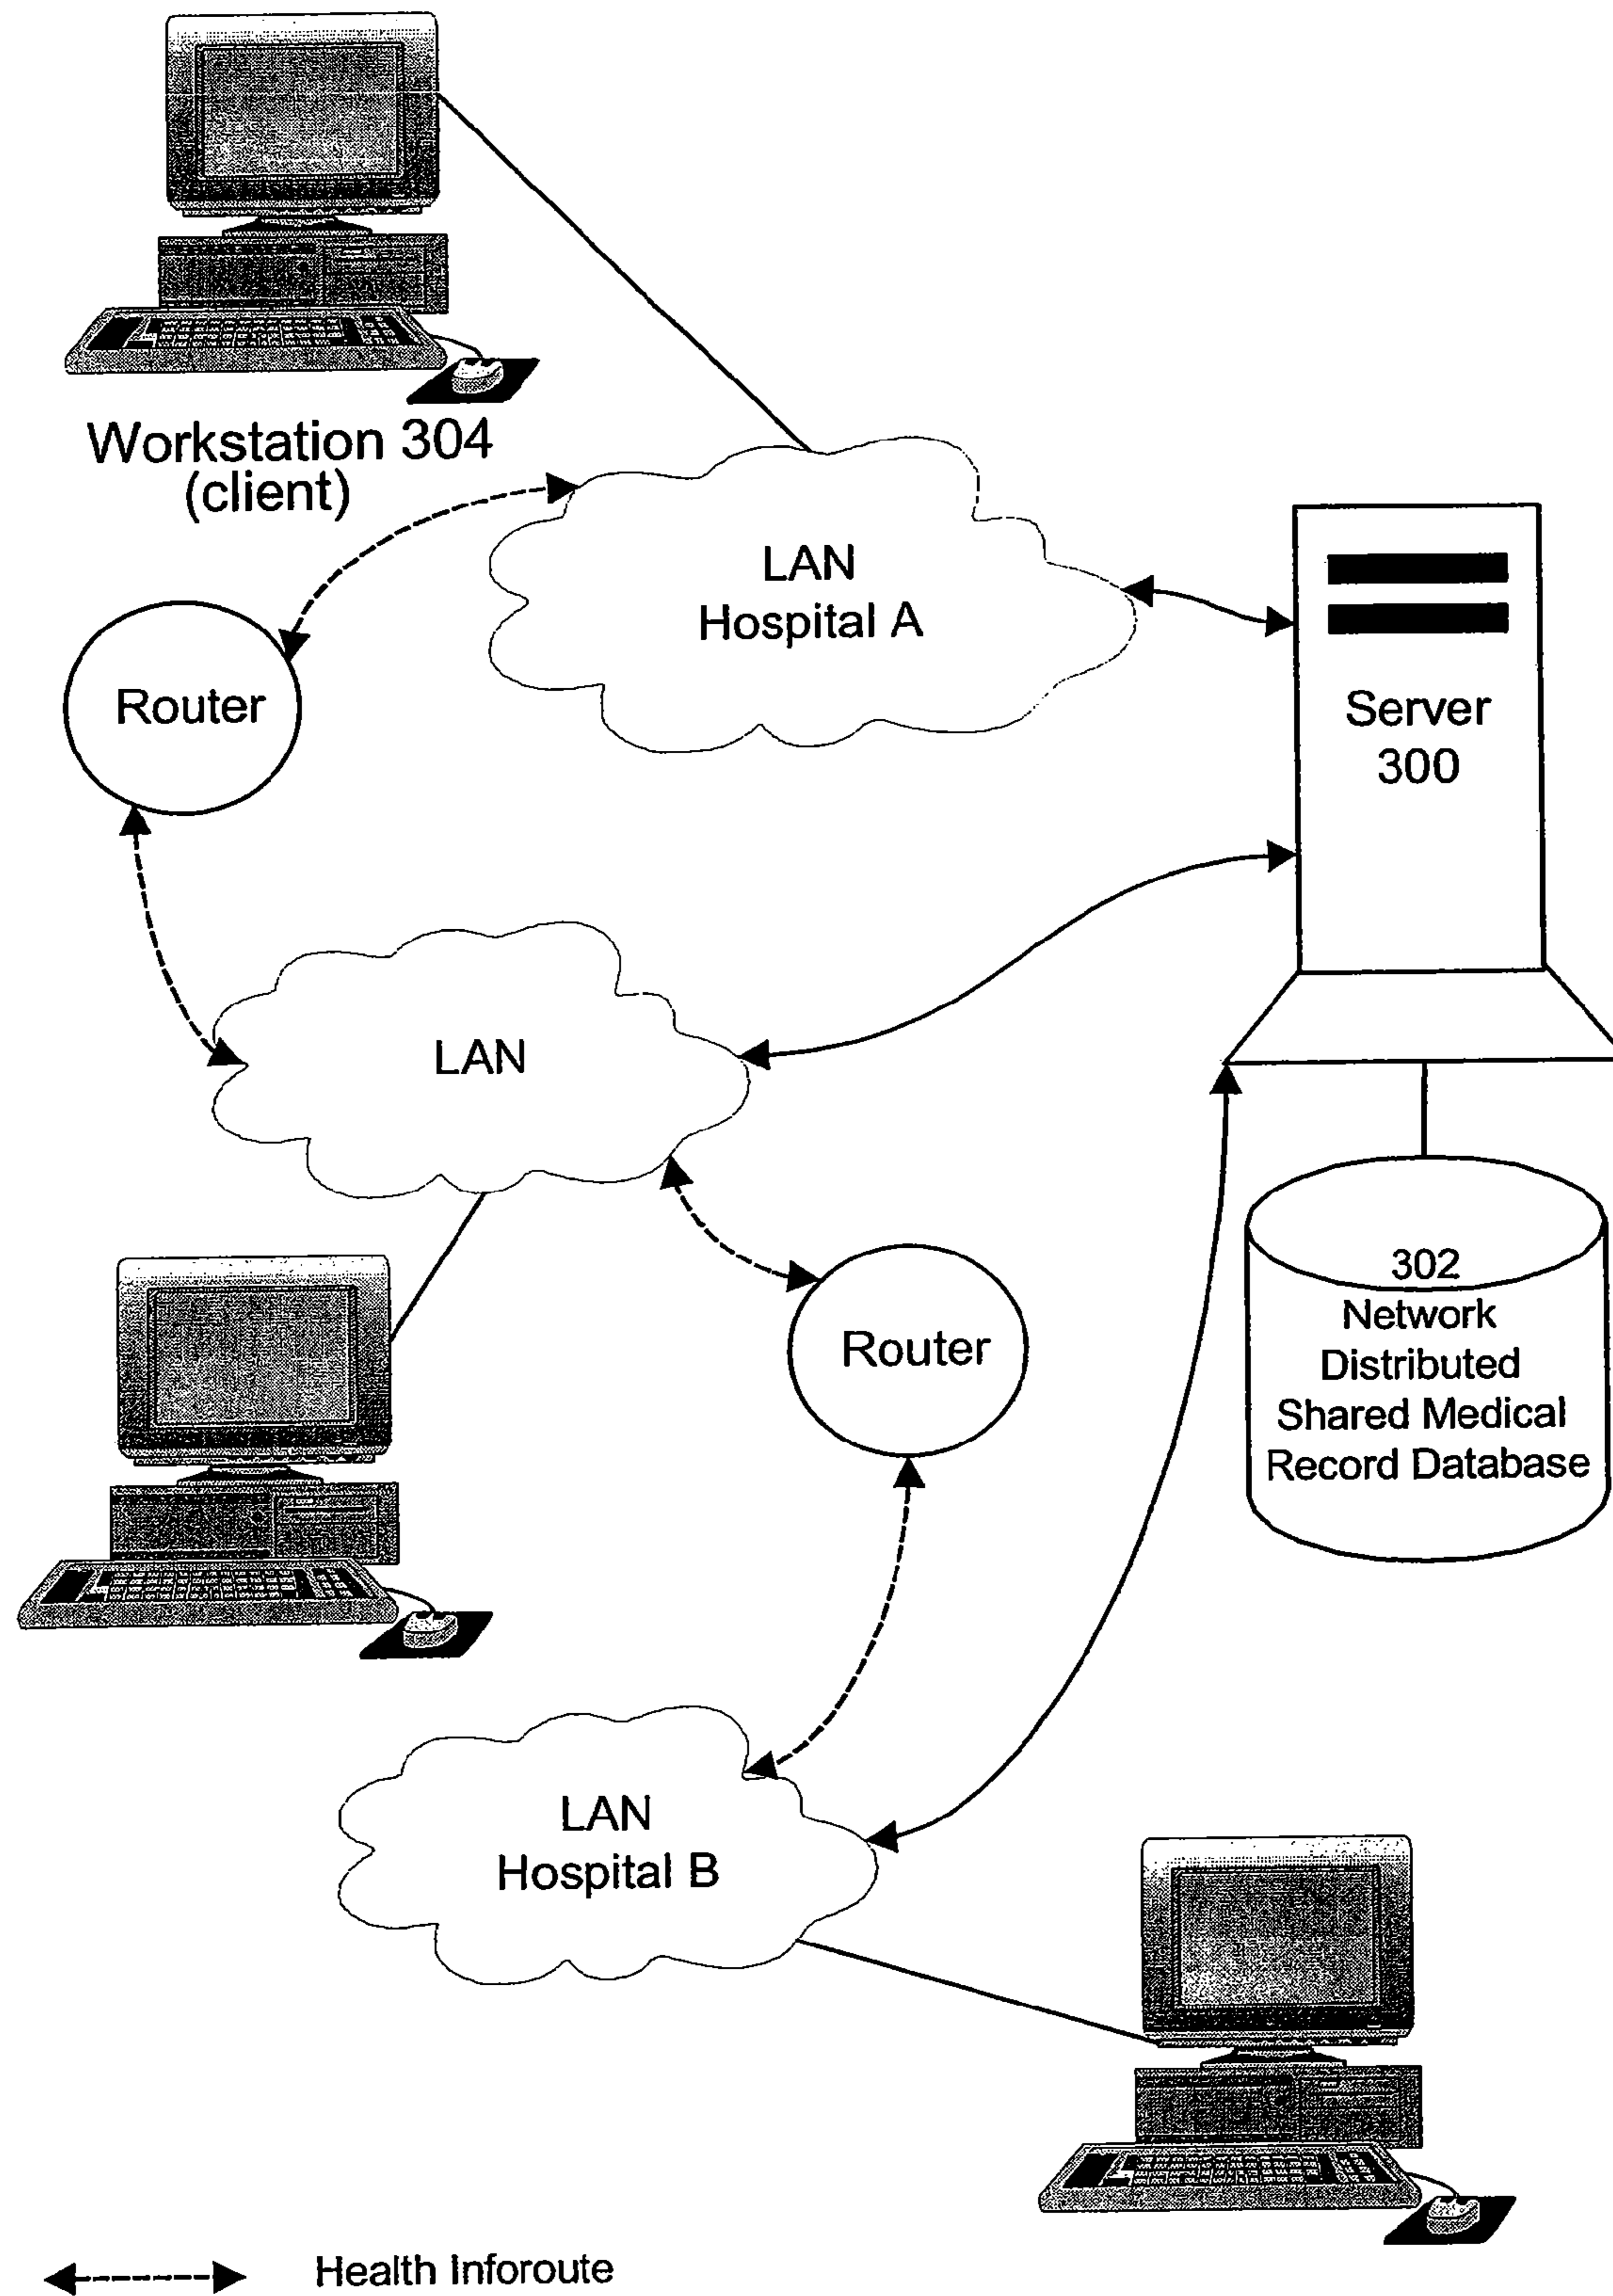 Workstation 304
(client)
LAN
Hospital A
Router
Server
300
LAN
Router
302
Network
Distributed
Shared Medical
Record Database
LAN
Hospital B
Health Inforoute